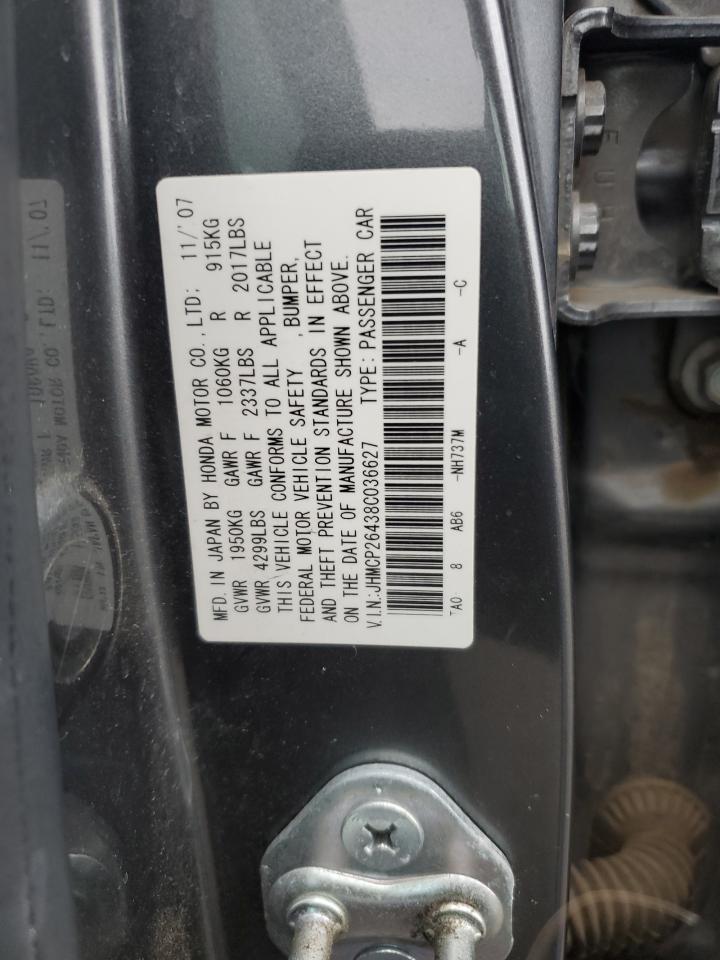 MFD. IN JAPAN BY HONDA MOTOR CO.,LTD; 11/'07
GVWR 1950KG GAWR F 1060KG R 915KG
GVWR 4299LBS GAWR F 2337LBS R 2017LBS
THIS VEHICLE CONFORMS TO ALL APPLICABLE
FEDERAL MOTOR VEHICLE SAFETY ,BUMPER,
AND THEFT PREVENTION STANDARDS IN EFFECT
ON THE DATE OF MANUFACTURE SHOWN ABOVE.
V.I.N.:JHMCP26438C036627 TYPE:PASSENGER CAR
TA0 8 AB6 -NH737M -A -C